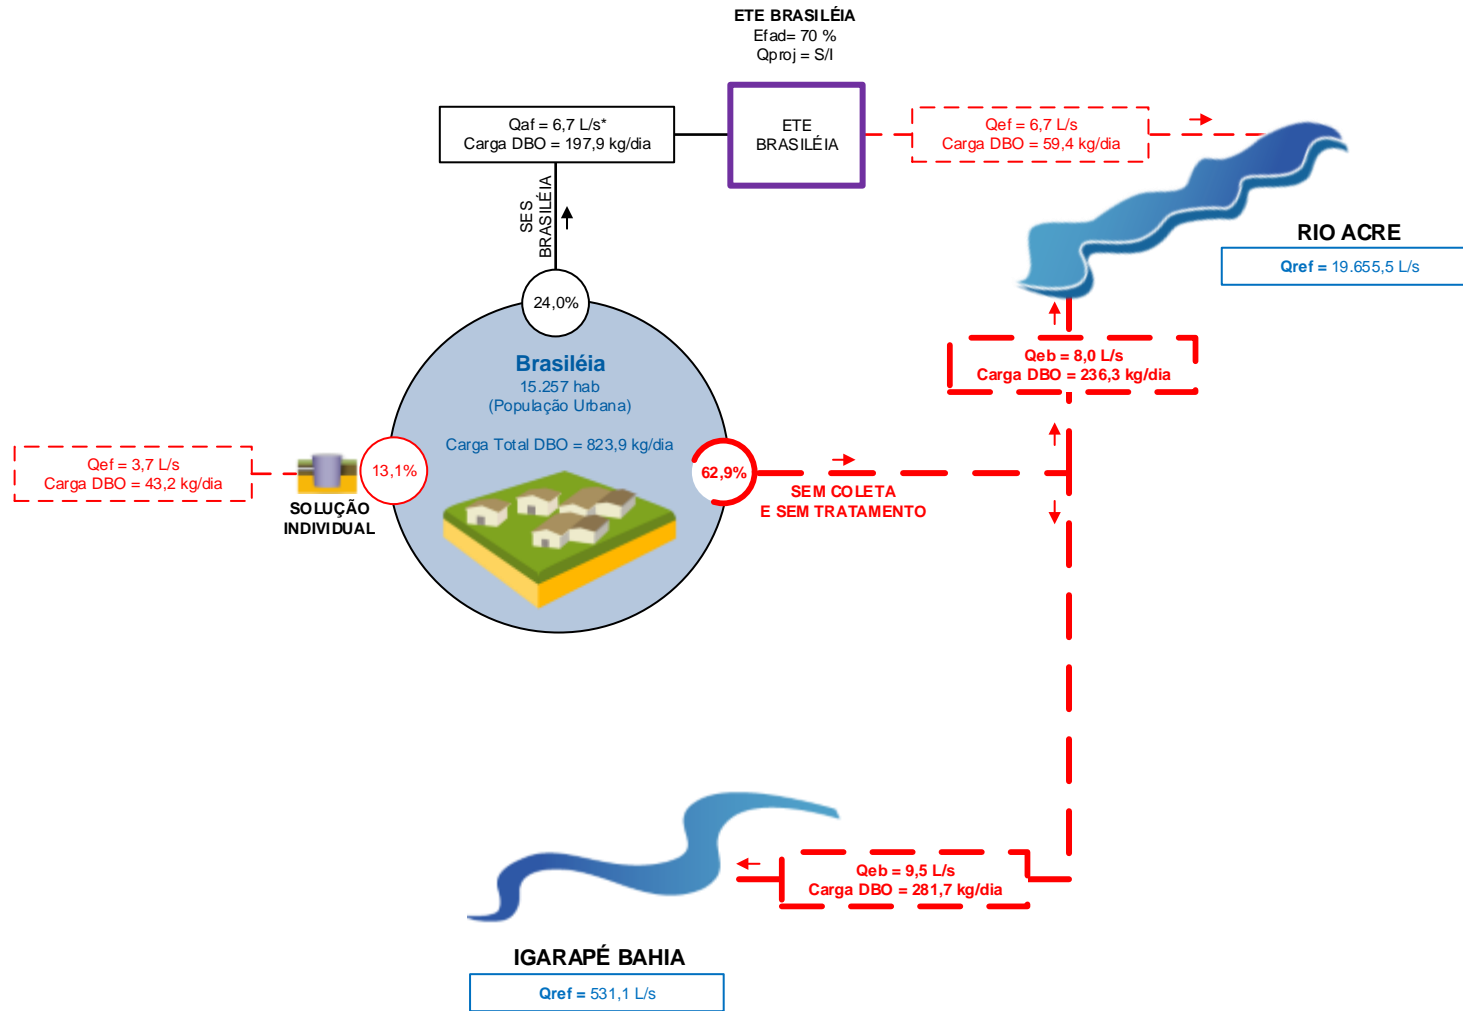 ETE BRASILÉIA
Efad= 70 %
Qproj = S/I
Qaf = 6,7 L/s*
Carga DBO = 197,9 kg/dia
ETE
BRASILÉIA
Qef = 6,7 L/s
Carga DBO = 59,4 kg/dia
SES
BRASILÉIA
RIO ACRE
Qref = 19.655,5 L/s
24,0%
Brasiléia
15.257 hab
(População Urbana)
Carga Total DBO = 823,9 kg/dia
Qeb = 8,0 L/s
Carga DBO = 236,3 kg/dia
Qef = 3,7 L/s
Carga DBO = 43,2 kg/dia
13,1%
62,9%
SOLUÇÃO
INDIVIDUAL
SEM COLETA
E SEM TRATAMENTO
Qeb = 9,5 L/s
Carga DBO = 281,7 kg/dia
IGARAPÉ BAHIA
Qref = 531,1 L/s